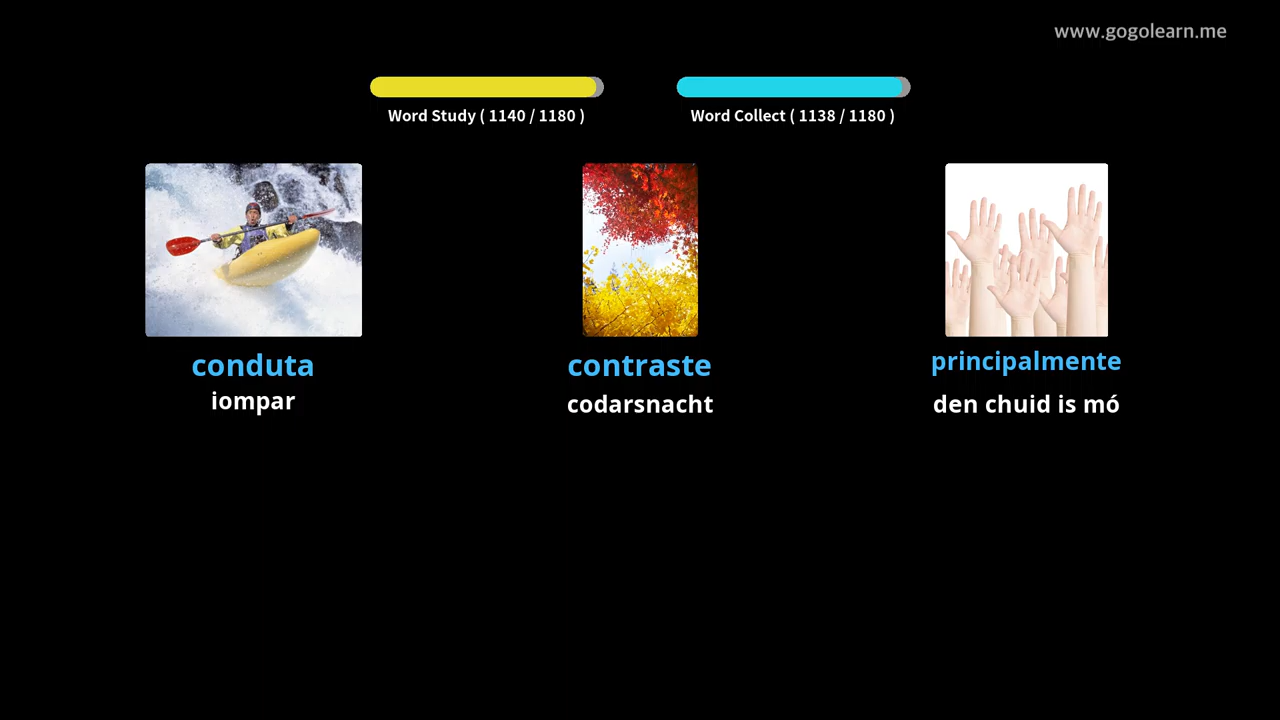 www.gogolearn.me
Word Study ( 1140 / 1180 )
Word Collect ( 1138 / 1180 )
conduta
contraste
principalmente
iompar
codarsnacht
den chuid is mó